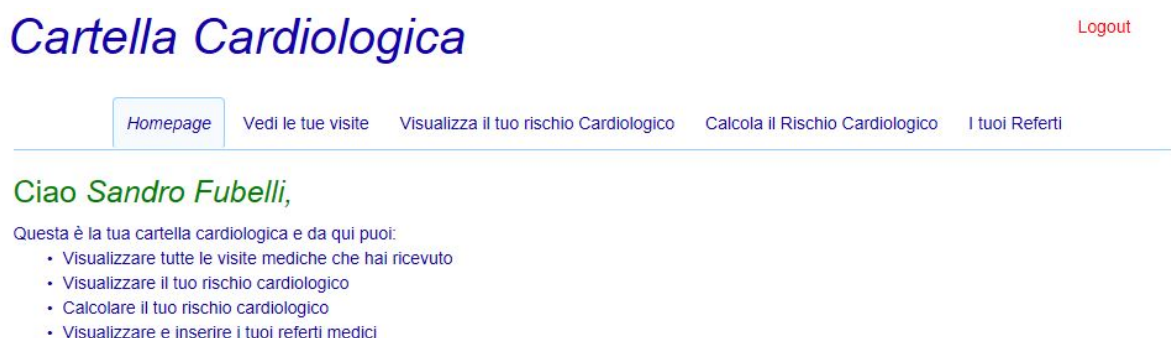 Cartella Cardiologica
Logout
Homepage Vedi le tue visite Visualizza il tuo rischio Cardiologico Calcola il Rischio Cardiologico I tuoi Referti
Ciao Sandro Fubelli,
Questa è la tua cartella cardiologica e da qui puoi:
• Visualizzare tutte le visite mediche che hai ricevuto
• Visualizzare il tuo rischio cardiologico
• Calcolare il tuo rischio cardiologico
• Visualizzare e inserire i tuoi referti medici